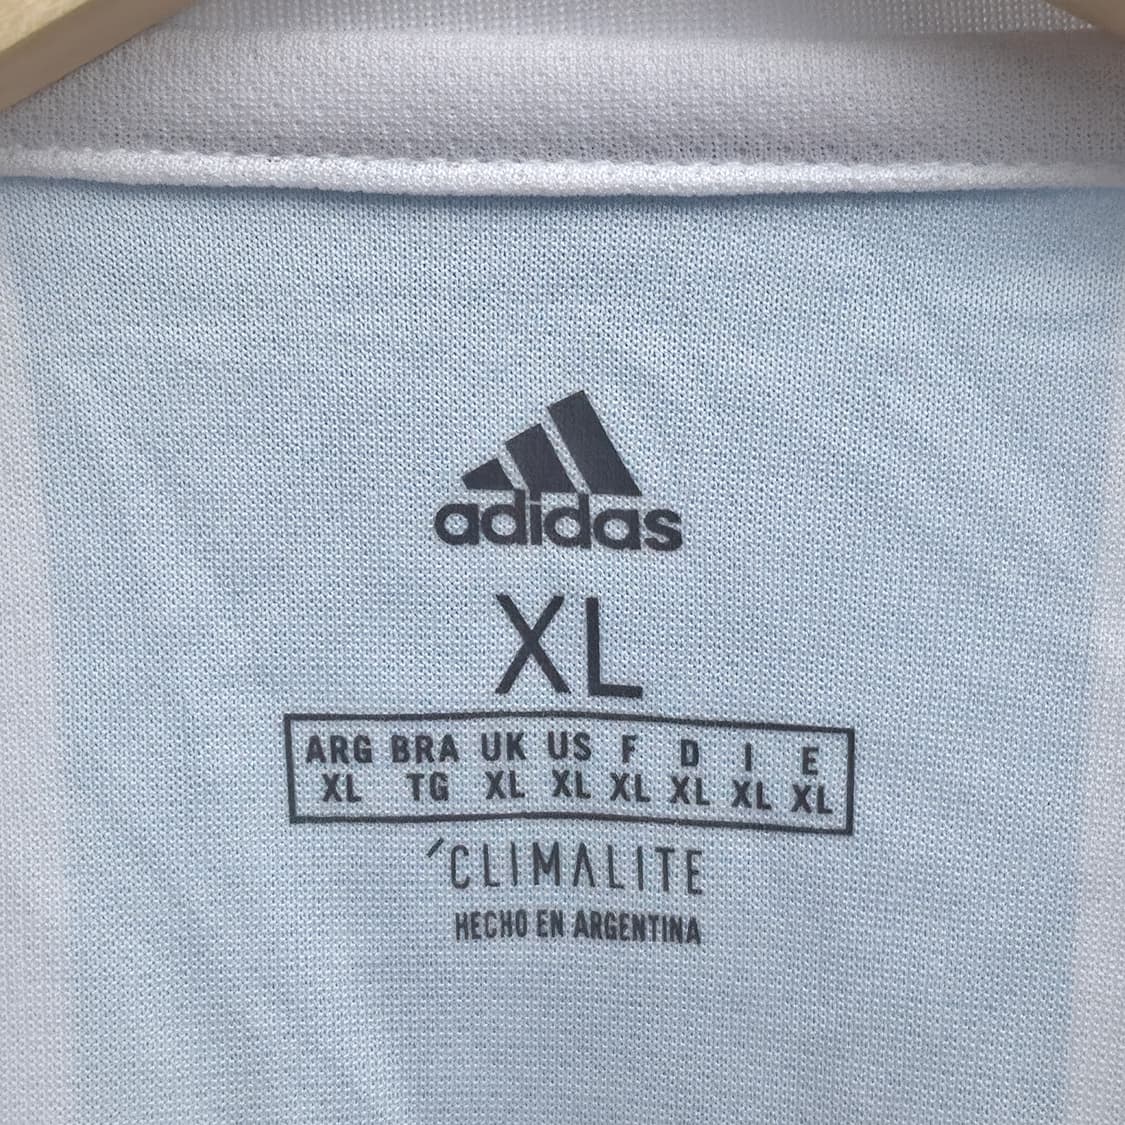 adidas
XL
ARG BRA UK US F D I E
XL TG XL XL XL XL XL XL
´CLIMALITE
HECHO EN ARGENTINA